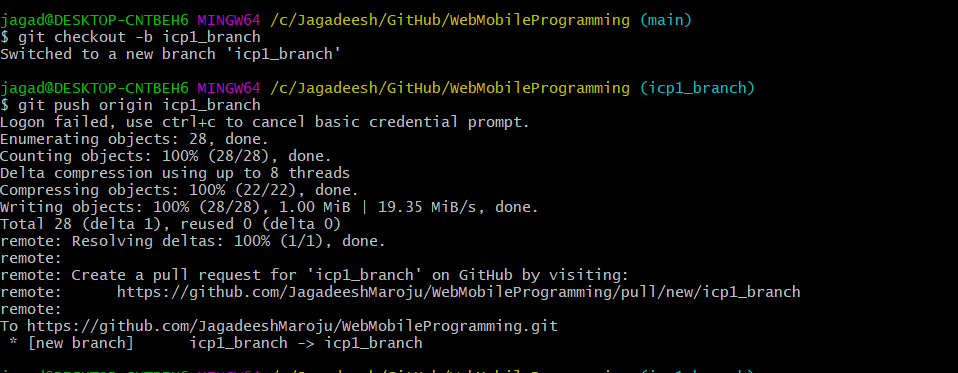 jagad@DESKTOP-CNTBEH6 MINGW64 /c/Jagadeesh/GitHub/WebMobileProgramming (main)
$ git checkout -b icp1_branch
Switched to a new branch 'icp1_branch'
jagad@DESKTOP-CNTBEH6 MINGW64 /c/Jagadeesh/GitHub/WebMobileProgramming (icp1_branch)
$ git push origin icp1_branch
Logon failed, use ctrl+c to cancel basic credential prompt.
Enumerating objects: 28, done.
Counting objects: 100% (28/28), done.
Delta compression using up to 8 threads
Compressing objects: 100% (22/22), done.
Writing objects: 100% (28/28), 1.00 MiB | 19.35 MiB/s, done.
Total 28 (delta 1), reused 0 (delta 0)
remote: Resolving deltas: 100% (1/1), done.
remote:
remote: Create a pull request for 'icp1_branch' on GitHub by visiting:
remote:      https://github.com/JagadeeshMaroju/WebMobileProgramming/pull/new/icp1_branch
remote:
To https://github.com/JagadeeshMaroju/WebMobileProgramming.git
 * [new branch]      icp1_branch -> icp1_branch